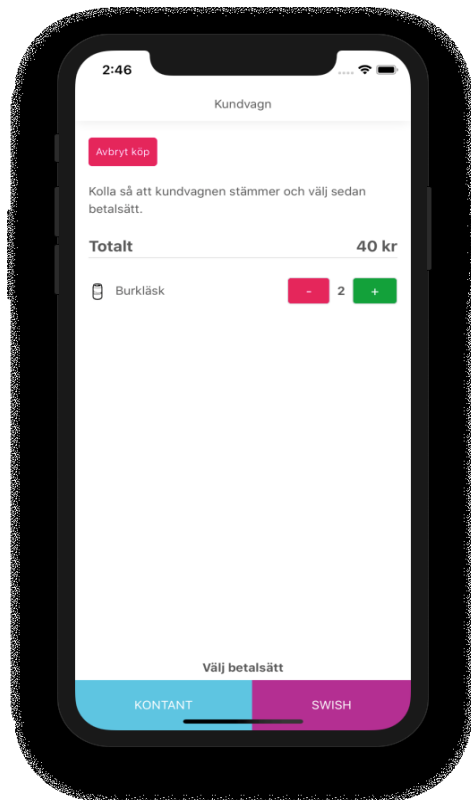 2:46
Kundvagn
Avbryt köp
Kolla så att kundvagnen stämmer och välj sedan
betalsätt.
Totalt 40 kr
Burkläsk - 2 +
Välj betalsätt
KONTANT SWISH